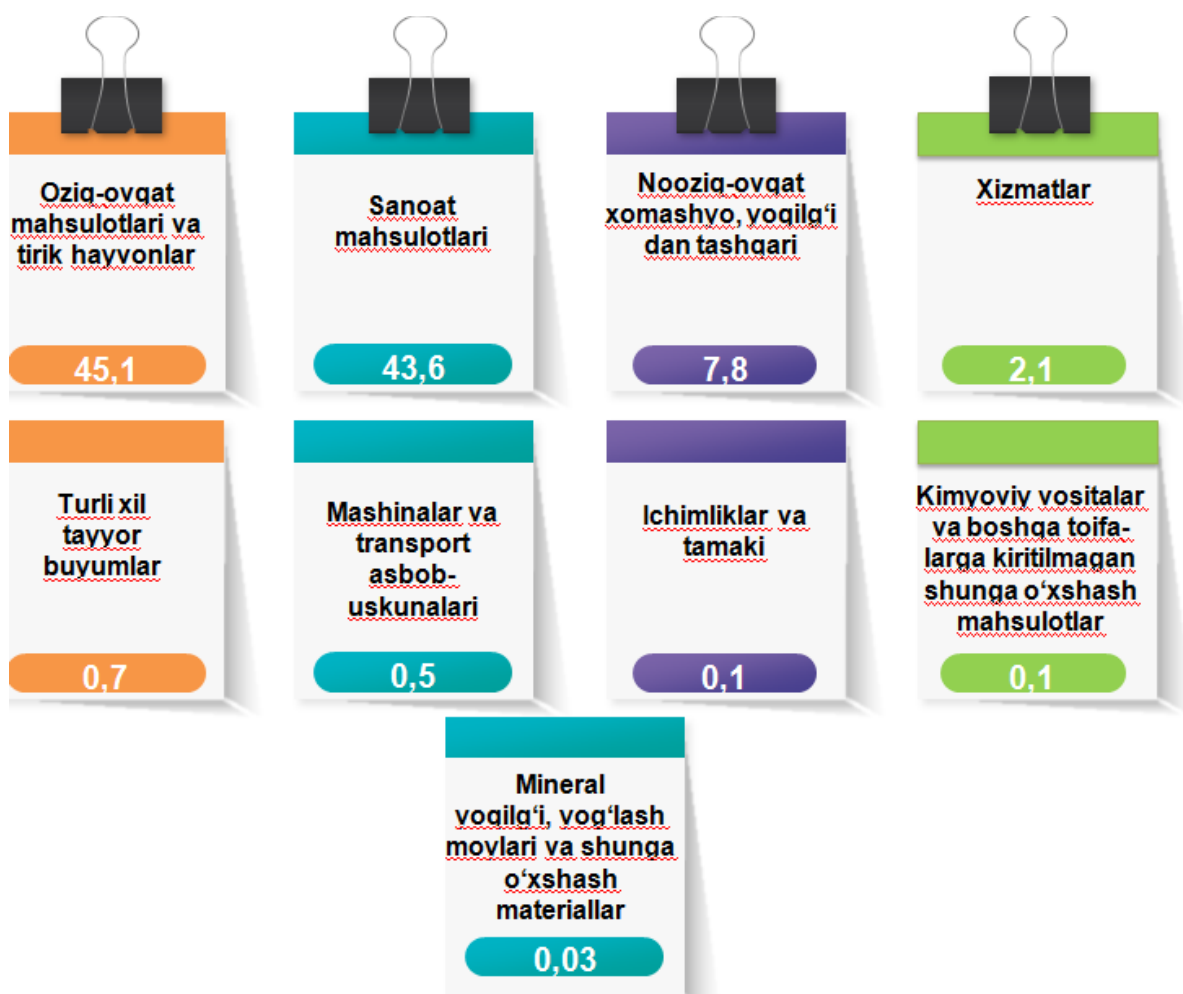 Oziq-ovqat
mahsulotlari va
tirik hayvonlar
45,1
Sanoat
mahsulotlari
43,6
Nooziq-ovqat
xomashyo, yoqilg‘i
dan tashqari
7,8
Xizmatlar
2,1
Turli xil
tayyor
buyumlar
0,7
Mashinalar va
transport
asbob-
uskunalari
0,5
Ichimliklar va
tamaki
0,1
Kimyoviy vositalar
va boshqa toifa-
larga kiritilmagan
shunga o‘xshash
mahsulotlar
0,1
Mineral
yoqilg‘i, yog‘lash
moylari va shunga
o‘xshash
materiallar
0,03